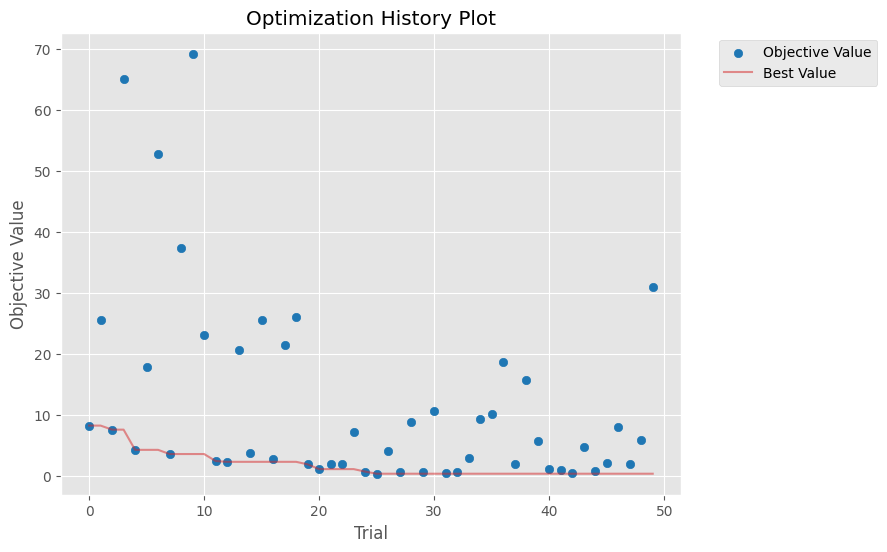 Optimization History Plot
Objective Value
Best Value
Objective Value
70
60
50
40
30
20
10
0
0 10 20 30 40 50
Trial